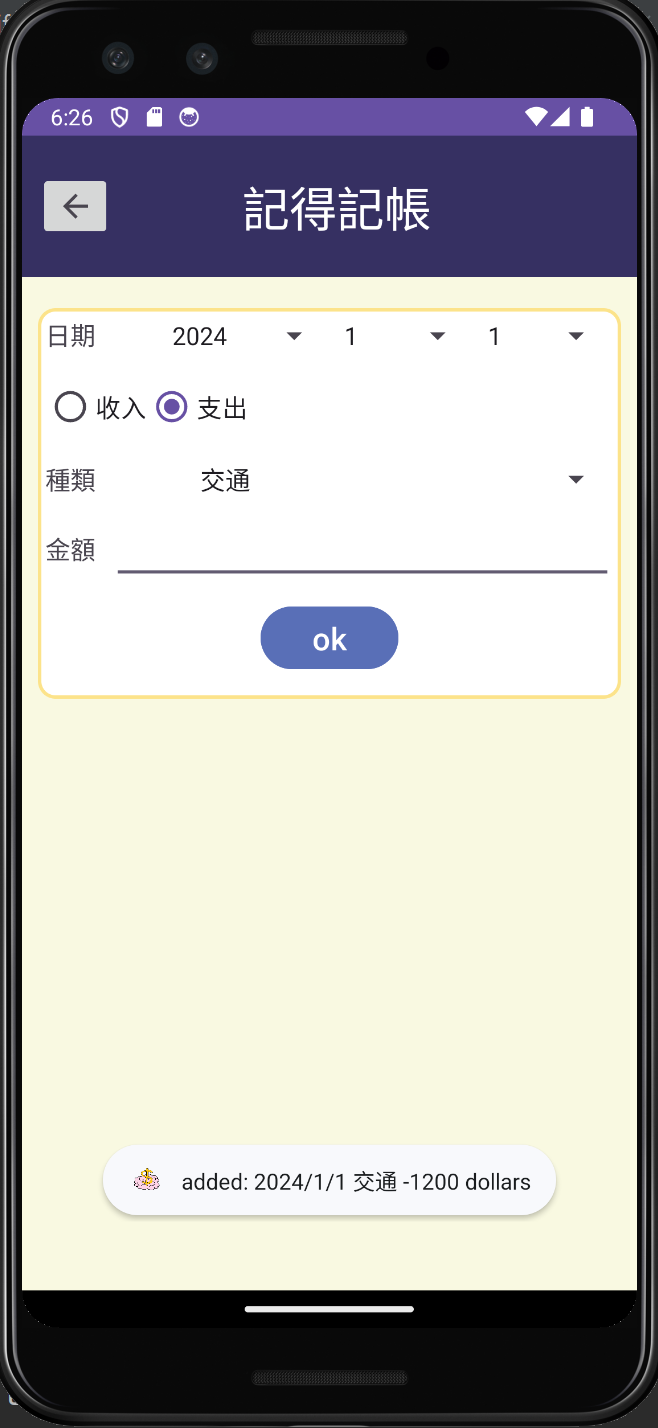 6:26
記得記帳
日期 2024 1 1
收入 支出
種類 交通
金額
ok
added: 2024/1/1 交通 -1200 dollars